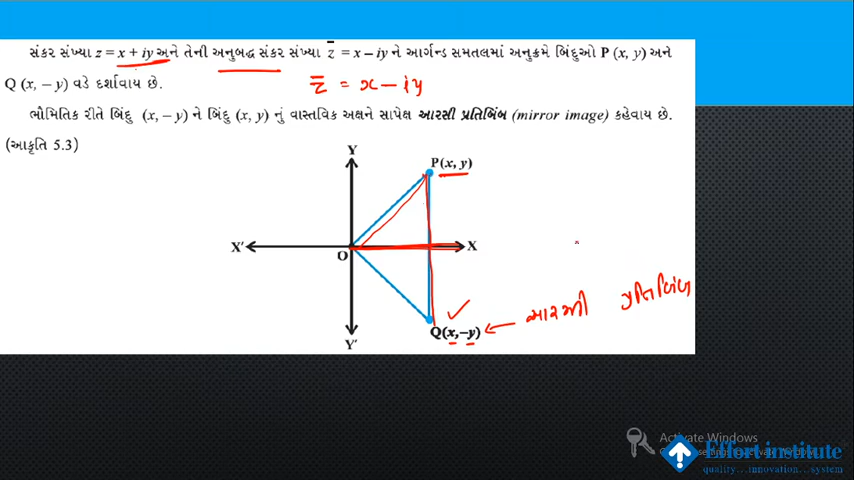 સંકર સંખ્યા z = x + iy અને તેની અનુબદ્ધ સંકર સંખ્યા z̄ = x – iy ને આર્ગન્ડ સમતલમાં અનુક્રમે બિંદુઓ P (x, y) અને
Q (x, – y) વડે દર્શાવાય છે.
z̄ = x – iy
ભૌમિતિક રીતે બિંદુ (x, –y) ને બિંદુ (x, y) નું વાસ્તવિક અક્ષને સાપેક્ષ આરસી પ્રતિબિંબ (mirror image) કહેવાય છે.
(આકૃતિ 5.3)
Y
P(x, y)
X′
X
O
Q(x,–y)
આરસી પ્રતિબિંબ
Y′
Activate Windows
Effort institute
quality...innovation...system